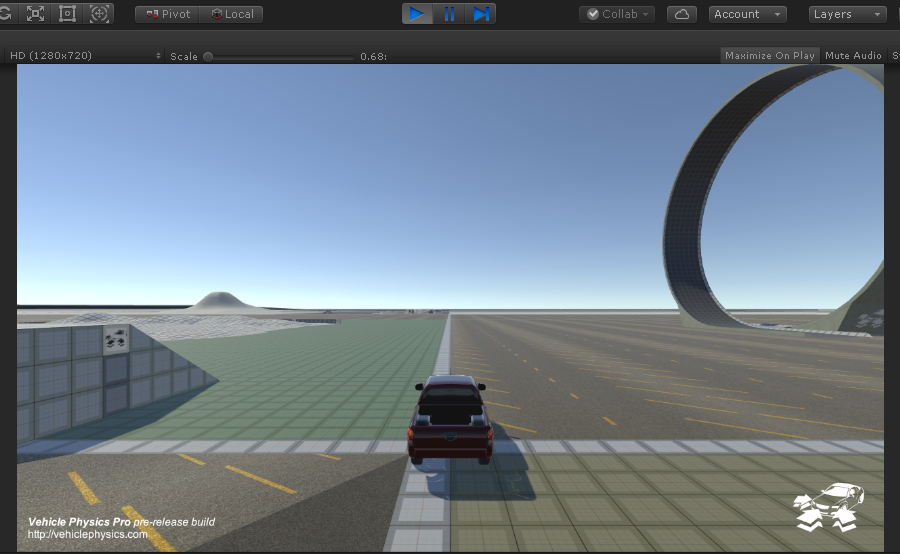 Pivot Local Collab Account Layers
HD (1280x720) Scale 0.68: Maximize On Play Mute Audio
Vehicle Physics Pro pre-release build
http://vehiclephysics.com